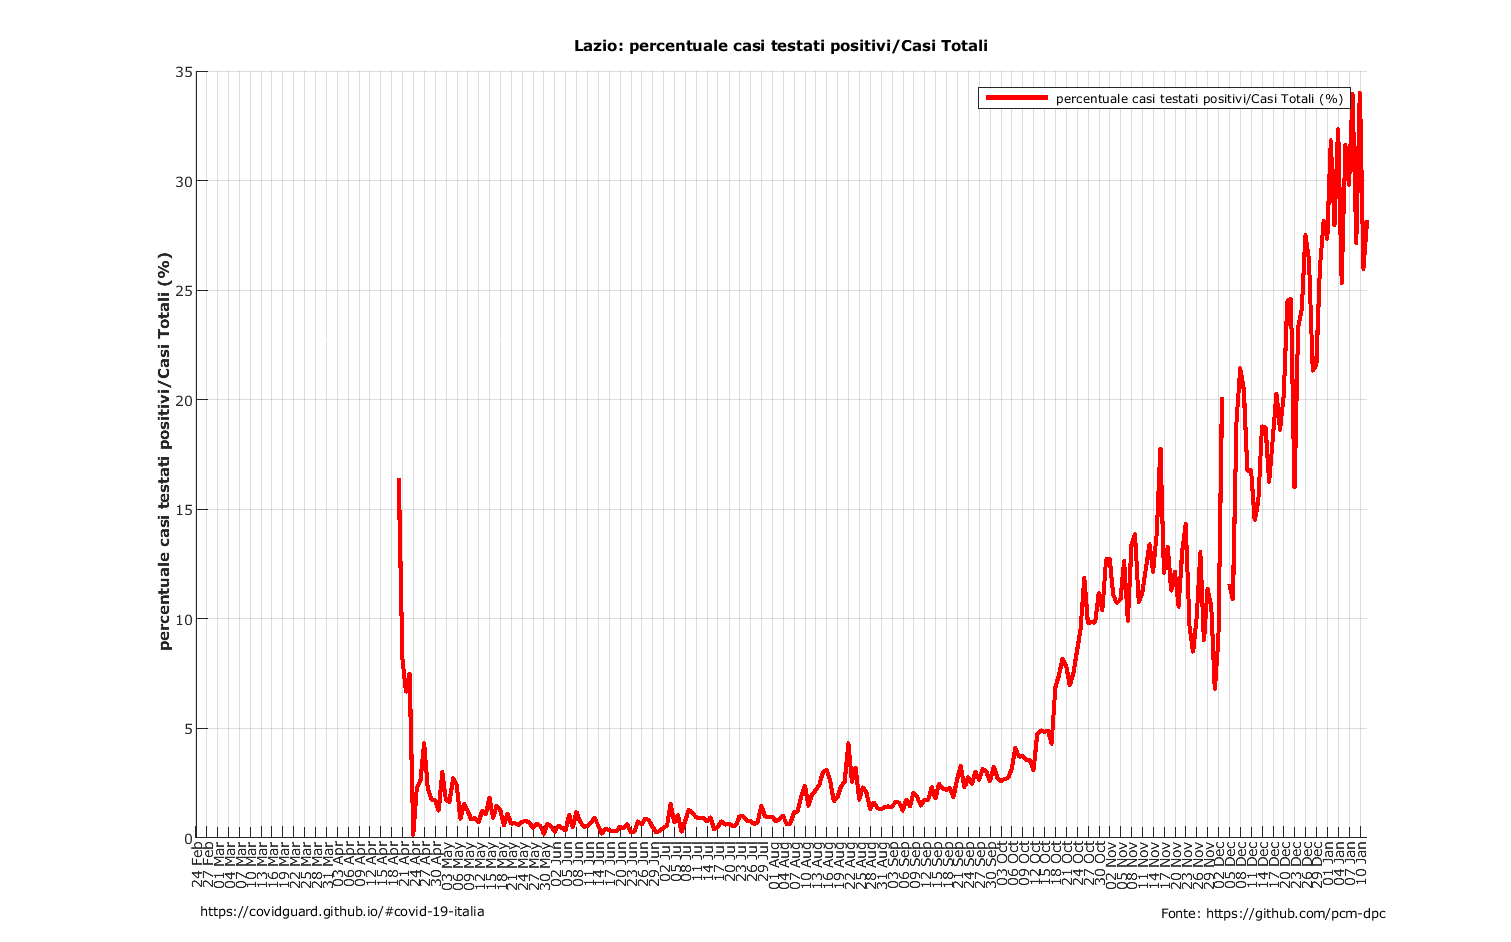 Lazio: percentuale casi testati positivi/Casi Totali
percentuale casi testati positivi/Casi Totali (%)
percentuale casi testati positivi/Casi Totali (%)
35
30
25
20
15
10
5
0
24 Feb
27 Feb
01 Mar
04 Mar
07 Mar
10 Mar
13 Mar
16 Mar
19 Mar
22 Mar
25 Mar
28 Mar
31 Mar
03 Apr
06 Apr
09 Apr
12 Apr
15 Apr
18 Apr
21 Apr
24 Apr
27 Apr
30 Apr
03 May
06 May
09 May
12 May
15 May
18 May
21 May
24 May
27 May
30 May
02 Jun
05 Jun
08 Jun
11 Jun
14 Jun
17 Jun
20 Jun
23 Jun
26 Jun
29 Jun
02 Jul
05 Jul
08 Jul
11 Jul
14 Jul
17 Jul
20 Jul
23 Jul
26 Jul
29 Jul
01 Aug
04 Aug
07 Aug
10 Aug
13 Aug
16 Aug
19 Aug
22 Aug
25 Aug
28 Aug
31 Aug
03 Sep
06 Sep
09 Sep
12 Sep
15 Sep
18 Sep
21 Sep
24 Sep
27 Sep
30 Sep
03 Oct
06 Oct
09 Oct
12 Oct
15 Oct
18 Oct
21 Oct
24 Oct
27 Oct
30 Oct
02 Nov
05 Nov
08 Nov
11 Nov
14 Nov
17 Nov
20 Nov
23 Nov
26 Nov
29 Nov
02 Dec
05 Dec
08 Dec
11 Dec
14 Dec
17 Dec
20 Dec
23 Dec
26 Dec
29 Dec
01 Jan
04 Jan
07 Jan
10 Jan
https://covidguard.github.io/#covid-19-italia
Fonte: https://github.com/pcm-dpc